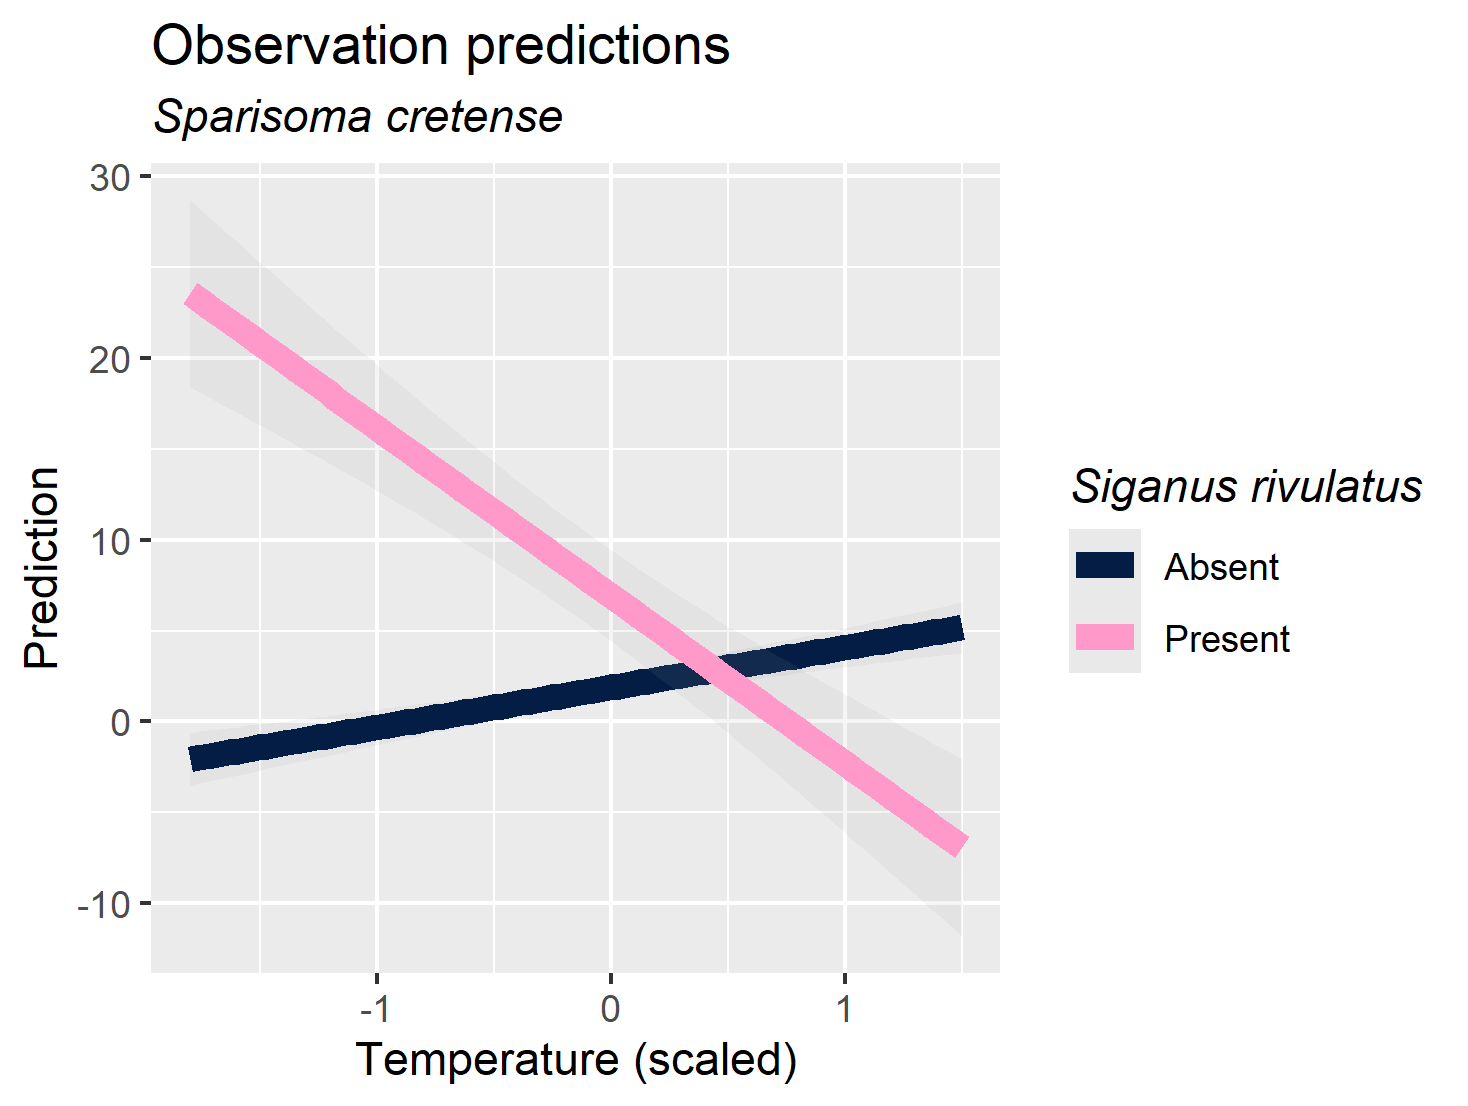 Observation predictions
Sparisoma cretense
30
20
10
0
-10
Prediction
-1
0
1
Temperature (scaled)
Siganus rivulatus
Absent
Present